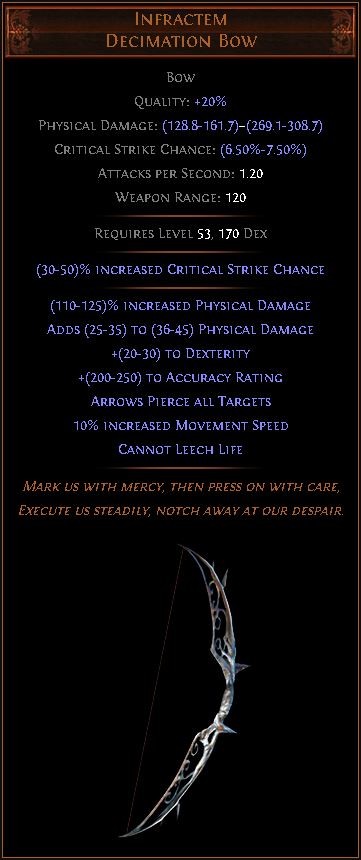 Infractem
Decimation Bow
Bow
Quality: +20%
Physical Damage: (128.8-161.7)–(269.1-308.7)
Critical Strike Chance: (6.50%-7.50%)
Attacks per Second: 1.20
Weapon Range: 120
Requires Level 53, 170 Dex
(30-50)% increased Critical Strike Chance
(110-125)% increased Physical Damage
Adds (25-35) to (36-45) Physical Damage
+(20-30) to Dexterity
+(200-250) to Accuracy Rating
Arrows Pierce all Targets
10% increased Movement Speed
Cannot Leech Life
Mark us with mercy, then press on with care,
Execute us steadily, notch away at our despair.